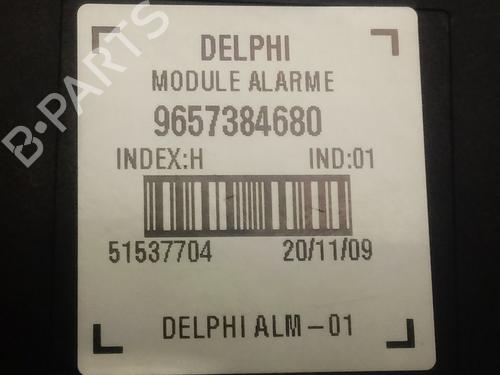 DELPHI
MODULE ALARME
9657384680
INDEX:H IND:01
51537704 20/11/09
DELPHI ALM-01
B-PARTS